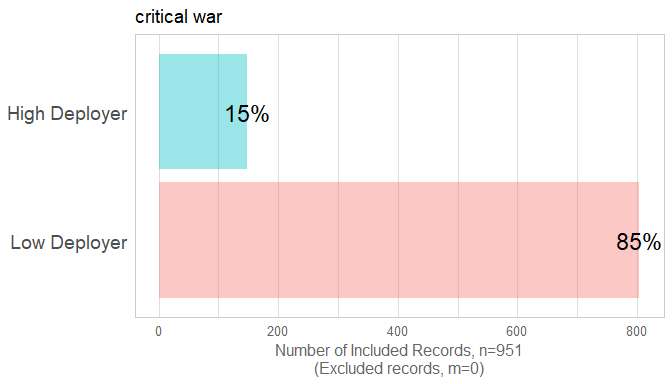 critical war
High Deployer
15%
Low Deployer
85%
0 200 400 600 800
Number of Included Records, n=951
(Excluded records, m=0)